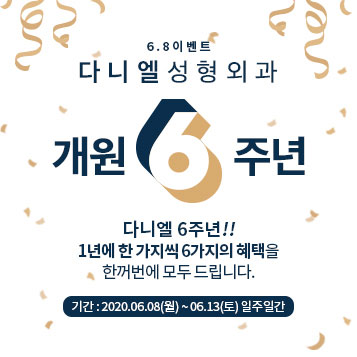 6.8이벤트
다니엘성형외과
개원 6 주년
다니엘 6주년!!
1년에 한 가지씩 6가지의 혜택을
한꺼번에 모두 드립니다.
기간 : 2020.06.08(월) ~ 06.13(토) 일주일간